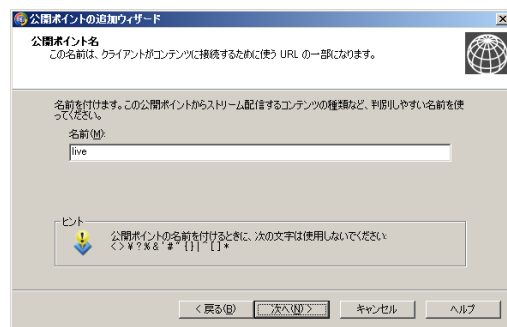 公開ポイントの追加ウィザード
公開ポイント名
この名前は、クライアントがコンテンツに接続するために使う URL の一部になります。
名前を付けます。この公開ポイントからストリーム配信するコンテンツの種類など、判別しやすい名前を使
ってください。
名前(M):
live
ヒント
公開ポイントの名前を付けるときに、次の文字は使用しないでください:
< > ¥ ? % & ' # " { } | ^ [ ] *
< 戻る(B)
次へ(N) >
キャンセル
ヘルプ